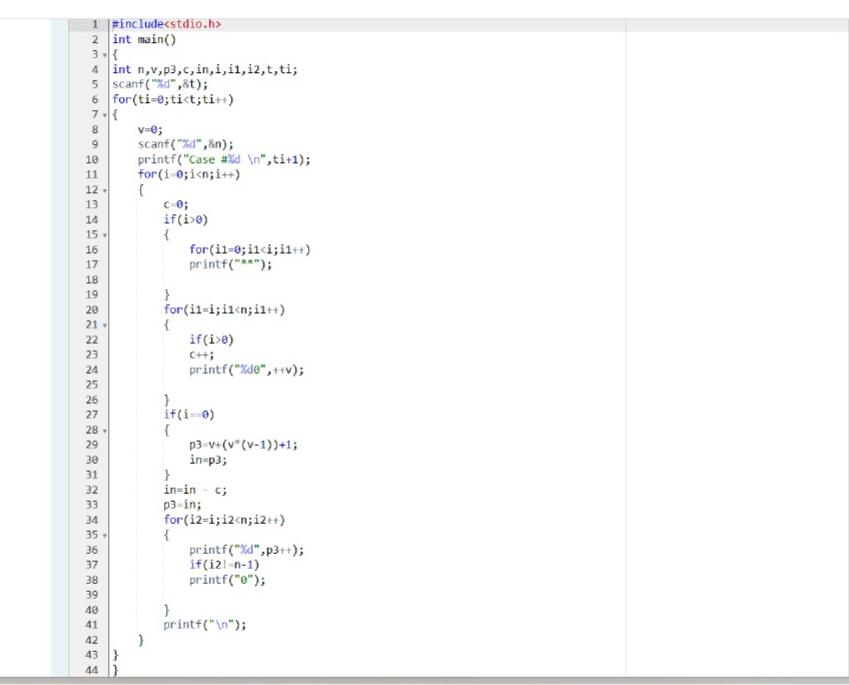 1 #include<stdio.h>
2 int main()
3 {
4 int n,v,p3,c,in,i,i1,i2,t,ti;
5 scanf("%d",&t);
6 for(ti=0;ti<t;ti++)
7 {
8 v=0;
9 scanf("%d",&n);
10 printf("Case #%d \n",ti+1);
11 for(i=0;i<n;i++)
12 {
13 c=0;
14 if(i>0)
15 {
16 for(i1=0;i1<i;i1++)
17 printf("**");
18
19 }
20 for(i1=i;i1<n;i1++)
21 {
22 if(i>0)
23 c++;
24 printf("%d0",++v);
25
26 }
27 if(i==0)
28 {
29 p3=v+(v*(v-1))+1;
30 in=p3;
31 }
32 in=in - c;
33 p3=in;
34 for(i2=i;i2<n;i2++)
35 {
36 printf("%d",p3++);
37 if(i2!=n-1)
38 printf("0");
39
40 }
41 printf("\n");
42 }
43 }
44 }